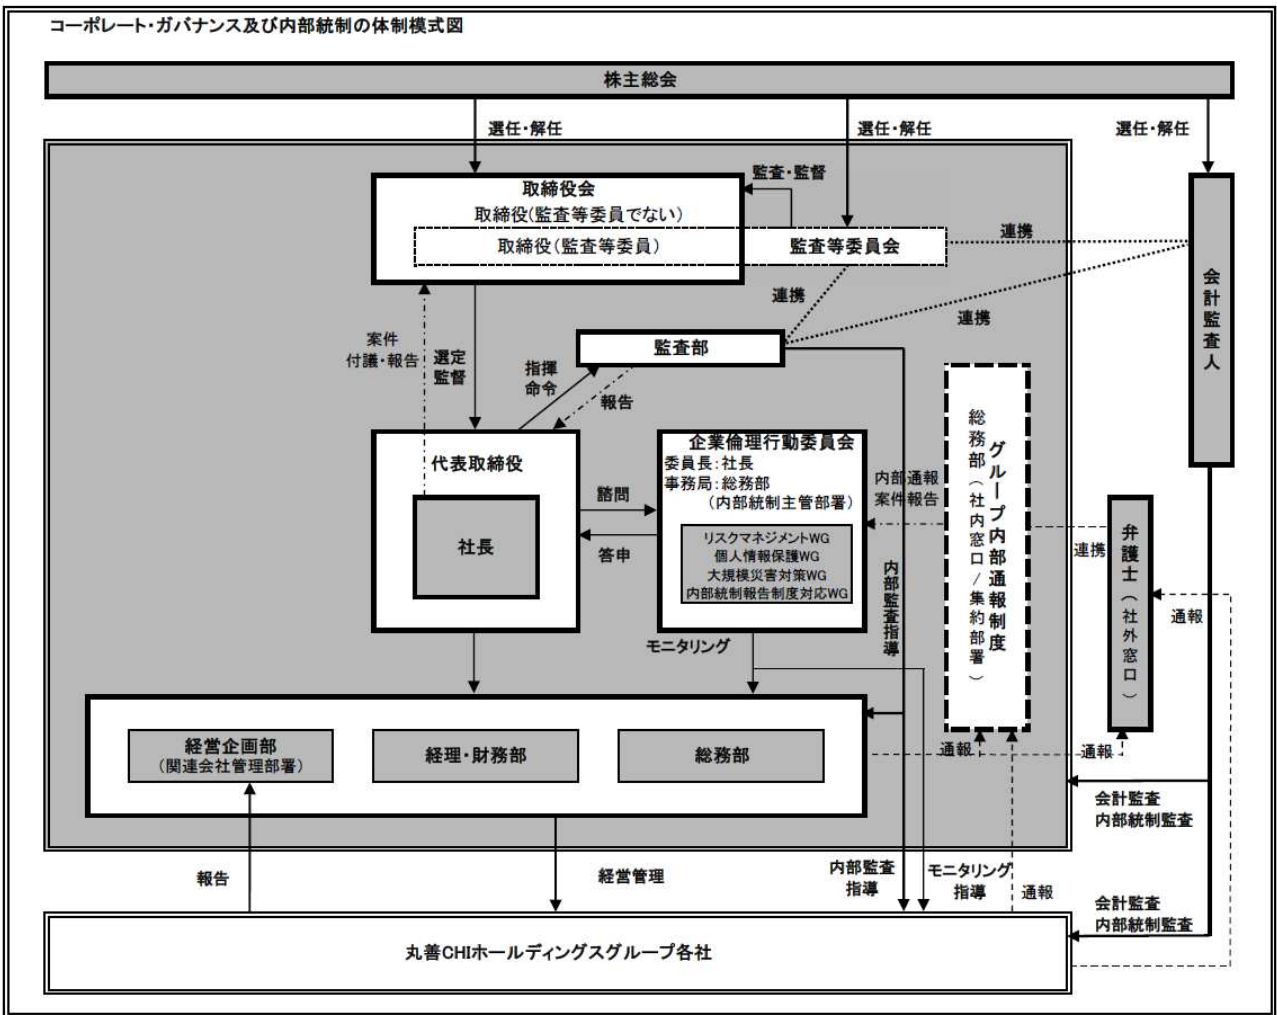 コーポレート・ガバナンス及び内部統制の体制模式図
株主総会
選任・解任
選任・解任
選任・解任
取締役会
取締役(監査等委員でない)
取締役(監査等委員)
監査・監督
監査等委員会
連携
連携
連携
会計監査人
監査部
案件
付議・報告
選定
監督
指揮
命令
報告
代表取締役
社長
諮問
答申
企業倫理行動委員会
委員長:社長
事務局:総務部
(内部統制主管部署)
リスクマネジメントWG
個人情報保護WG
大規模災害対策WG
内部統制報告制度対応WG
内部通報
案件報告
グループ内部通報制度
総務部(社内窓口/集約部署)
連携
弁護士(社外窓口)
通報
内部監査指導
モニタリング
経営企画部
(関連会社管理部署)
経理・財務部
総務部
通報
通報
会計監査
内部統制監査
報告
経営管理
内部監査
指導
モニタリング
指導
通報
会計監査
内部統制監査
丸善CHIホールディングスグループ各社